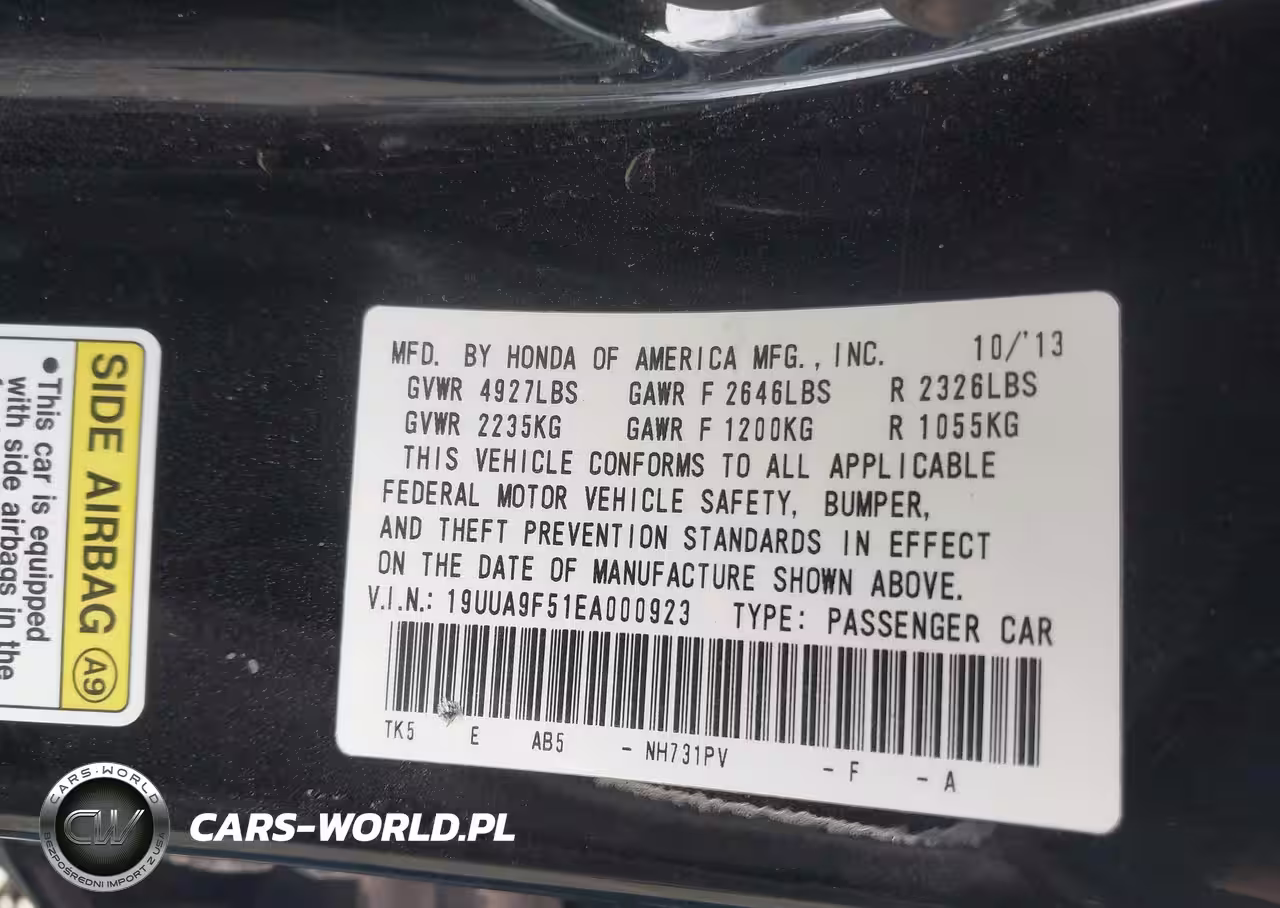 MFD. BY HONDA OF AMERICA MFG., INC. 10/'13
GVWR 4927LBS GAWR F 2646LBS R 2326LBS
GVWR 2235KG GAWR F 1200KG R 1055KG
THIS VEHICLE CONFORMS TO ALL APPLICABLE
FEDERAL MOTOR VEHICLE SAFETY, BUMPER,
AND THEFT PREVENTION STANDARDS IN EFFECT
ON THE DATE OF MANUFACTURE SHOWN ABOVE.
V.I.N.: 19UUA9F51EA000923 TYPE: PASSENGER CAR
TK5 E AB5 - NH731PV - F - A
SIDE AIRBAG A9
●This car is equipped
with side airbags in the
CARS-WORLD
CW
BEZPOŚREDNI IMPORT Z USA
CARS-WORLD.PL